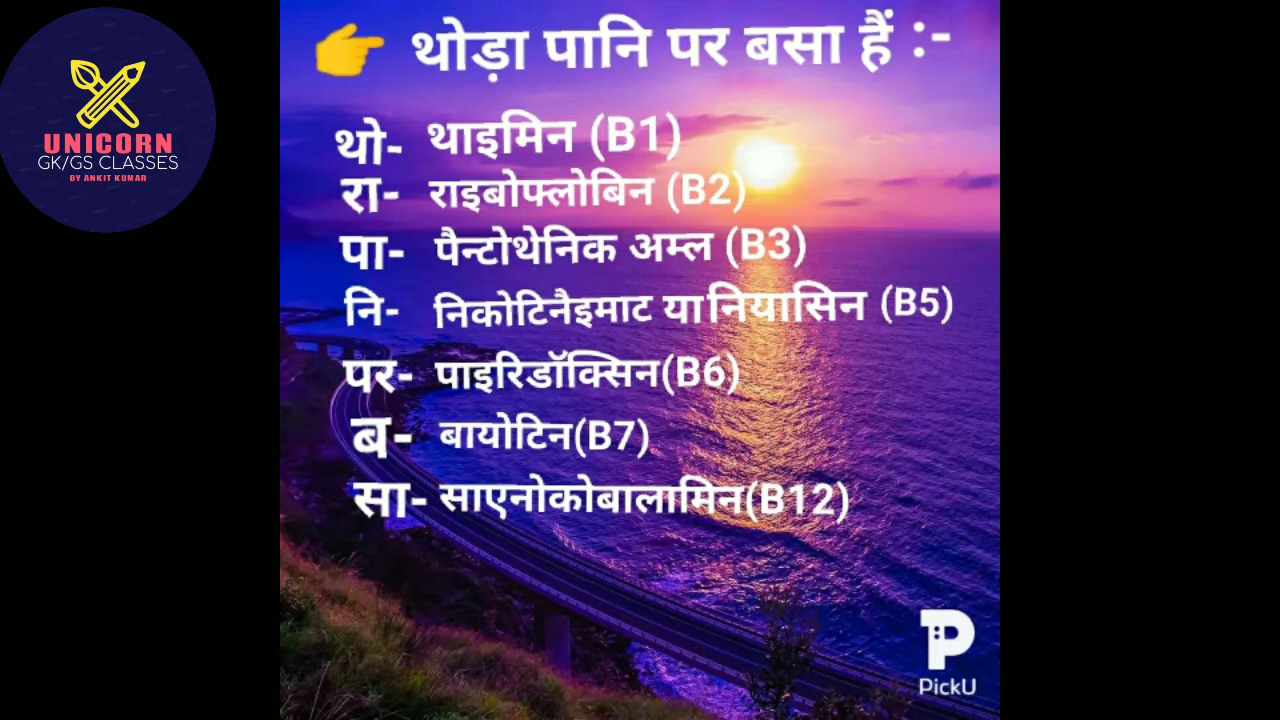 UNICORN
GK/GS CLASSES
BY ANKIT KUMAR
👉 थोड़ा पानि पर बसा हैं :-
थो- थाइमिन (B1)
रा- राइबोफ्लोबिन (B2)
पा- पैन्टोथेनिक अम्ल (B3)
नि- निकोटिनैइमाट या नियासिन (B5)
पर- पाइरिडॉक्सिन(B6)
ब- बायोटिन(B7)
सा- साएनोकोबालामिन(B12)
PickU